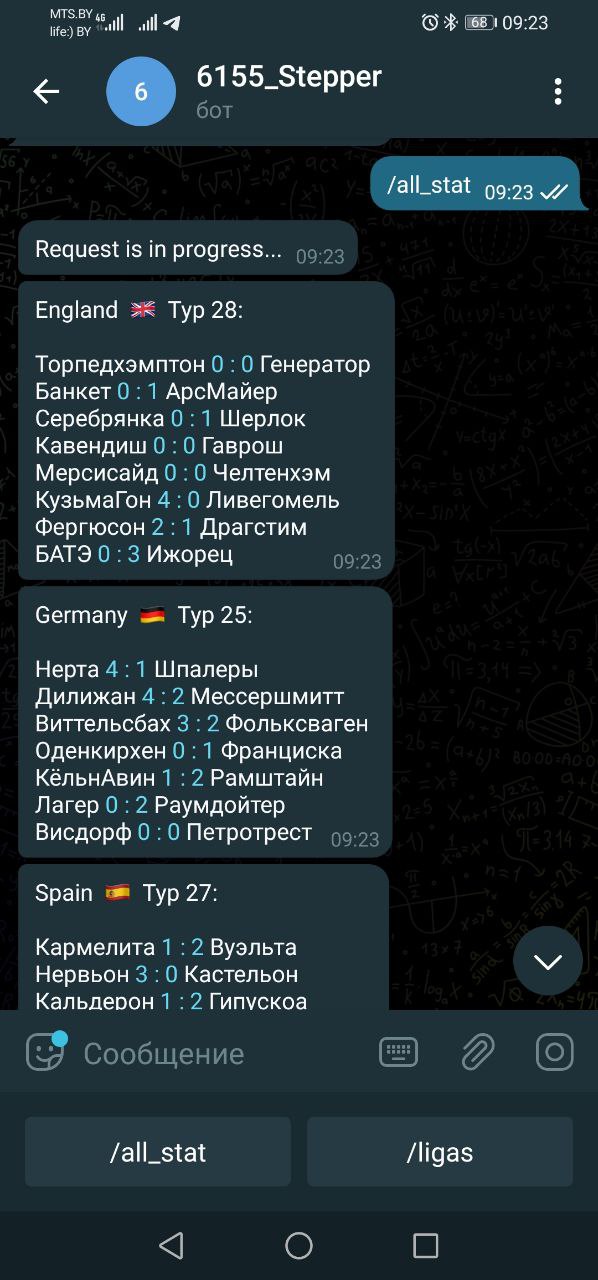 MTS.BY 4G
life:) BY
68 09:23
6
6155_Stepper
бот
/all_stat 09:23
Request is in progress... 09:23
England 🇬🇧 Тур 28:
Торпедхэмптон 0 : 0 Генератор
Банкет 0 : 1 АрсМайер
Серебрянка 0 : 1 Шерлок
Кавендиш 0 : 0 Гаврош
Мерсисайд 0 : 0 Челтенхэм
КузьмаГон 4 : 0 Ливегомель
Фергюсон 2 : 1 Драгстим
БАТЭ 0 : 3 Ижорец
09:23
Germany 🇩🇪 Тур 25:
Нерта 4 : 1 Шпалеры
Дилижан 4 : 2 Мессершмитт
Виттельсбах 3 : 2 Фольксваген
Оденкирхен 0 : 1 Франциска
КёльнАвин 1 : 2 Рамштайн
Лагер 0 : 2 Раумдойтер
Висдорф 0 : 0 Петротрест
09:23
Spain 🇪🇸 Тур 27:
Кармелита 1 : 2 Вуэльта
Нервьон 3 : 0 Кастельон
Кальдерон 1 : 2 Гипускоа
Сообщение
/all_stat
/ligas